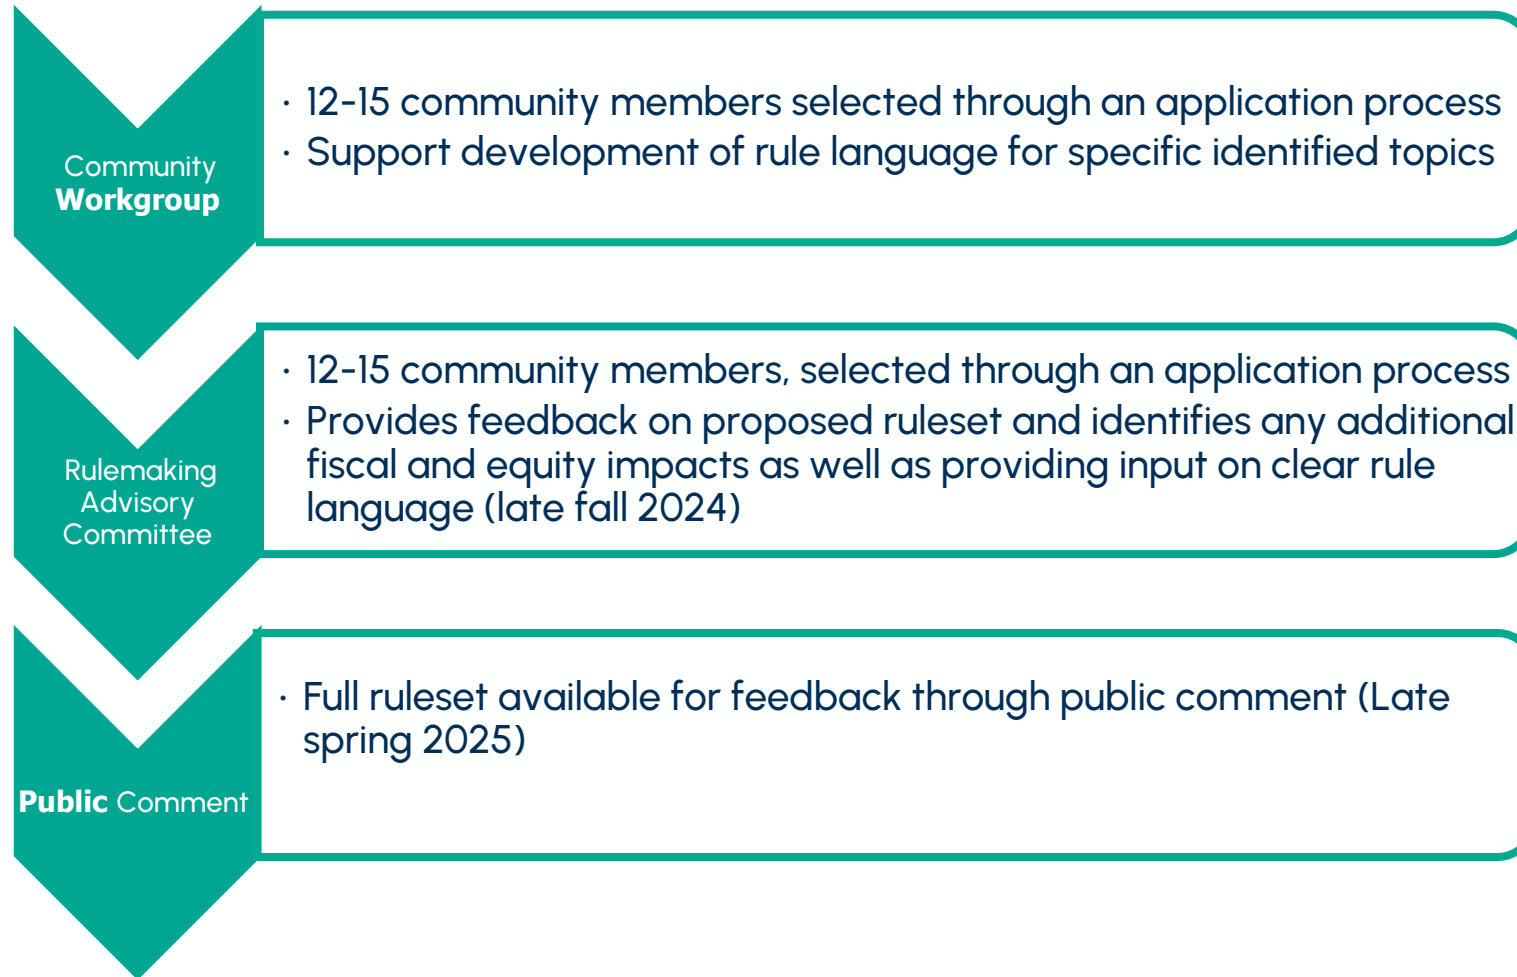 Community
Workgroup
· 12-15 community members selected through an application process
· Support development of rule language for specific identified topics
Rulemaking
Advisory
Committee
· 12-15 community members, selected through an application process
· Provides feedback on proposed ruleset and identifies any additional
fiscal and equity impacts as well as providing input on clear rule
language (late fall 2024)
Public Comment
· Full ruleset available for feedback through public comment (Late
spring 2025)